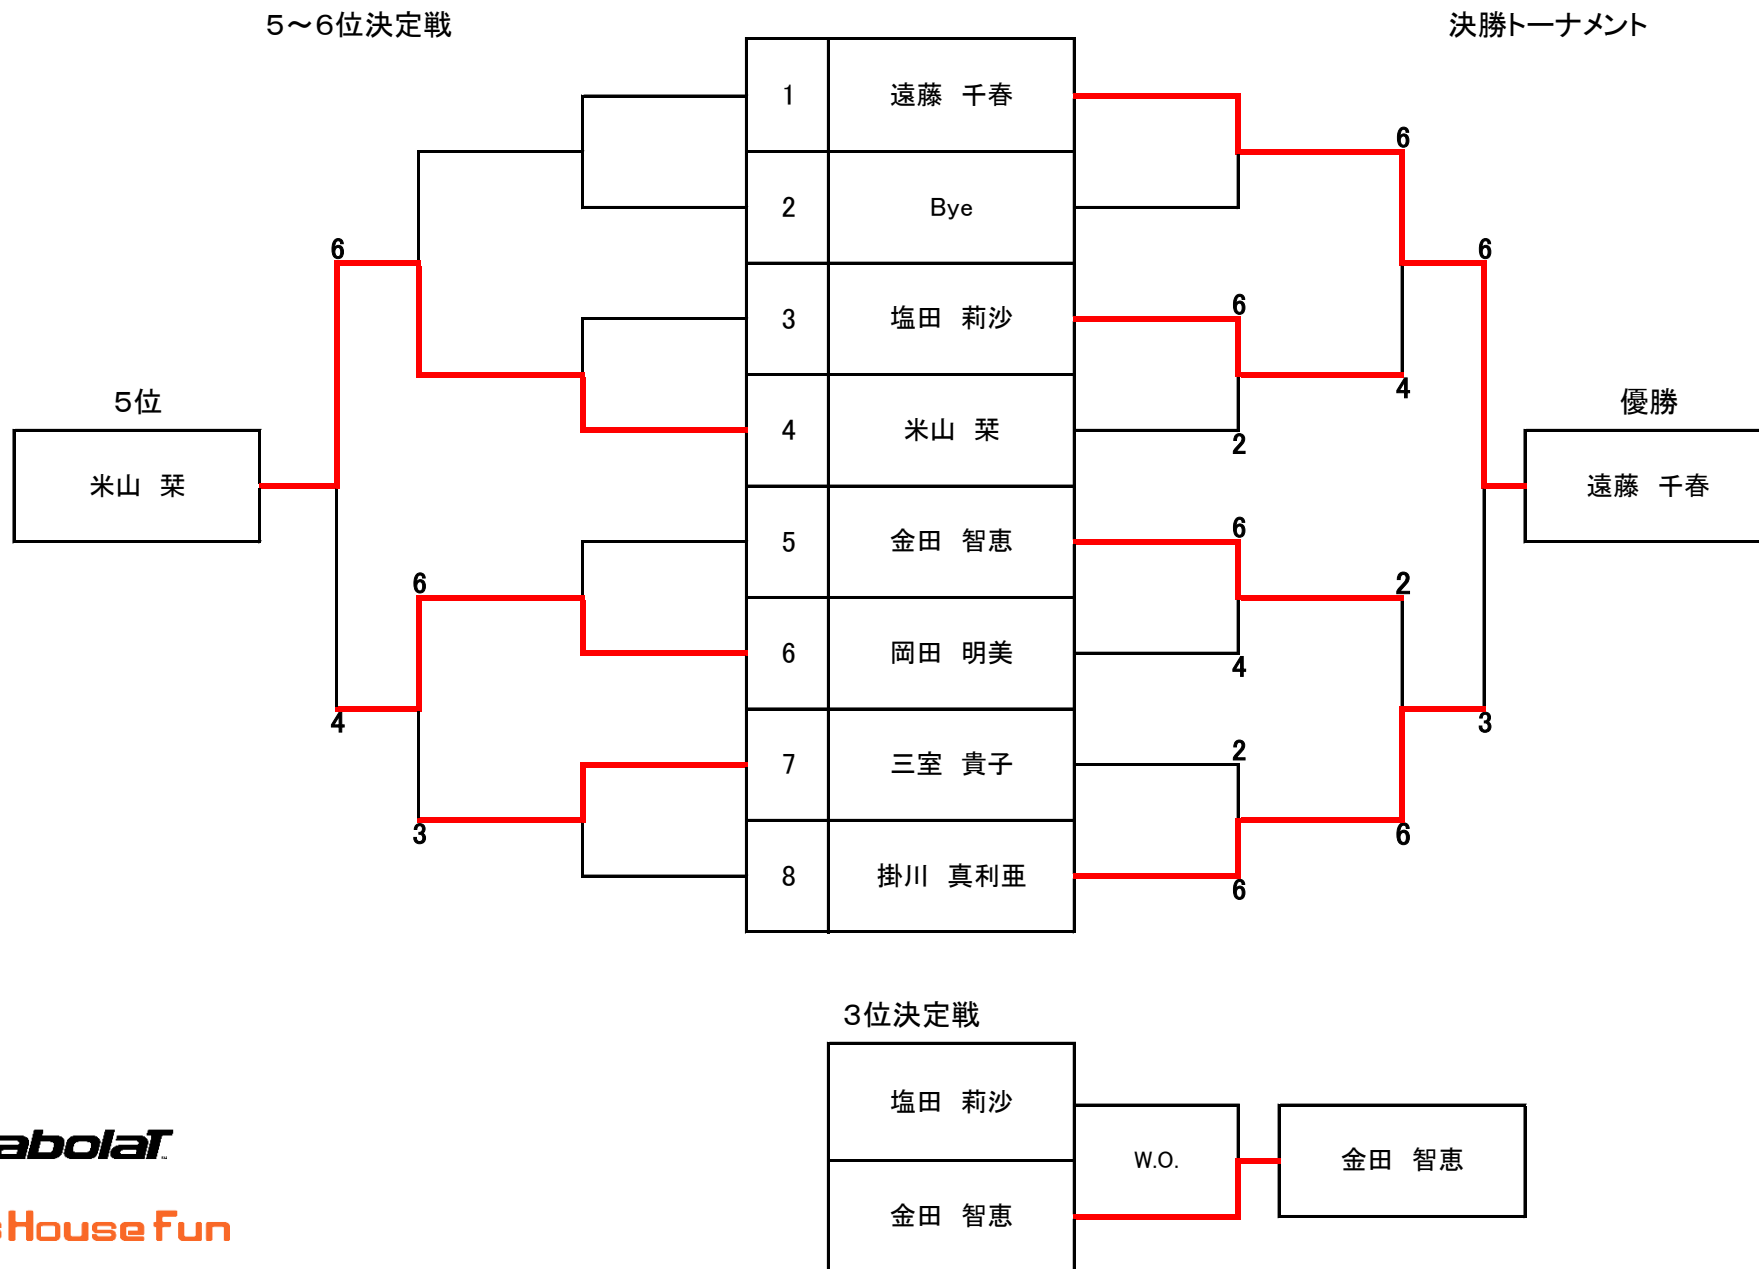 5～6位決定戦
決勝トーナメント
1 遠藤 千春
6
2 Bye
6
6
3 塩田 莉沙
6
5位
4
優勝
4 米山 栞
2
米山 栞
遠藤 千春
5 金田 智恵
6
6
2
6 岡田 明美
4
4
3
7 三室 貴子
2
3
6
8 掛川 真利亜
6
3位決定戦
塩田 莉沙
W.O.
金田 智恵
金田 智恵
abolaT
HouseFun